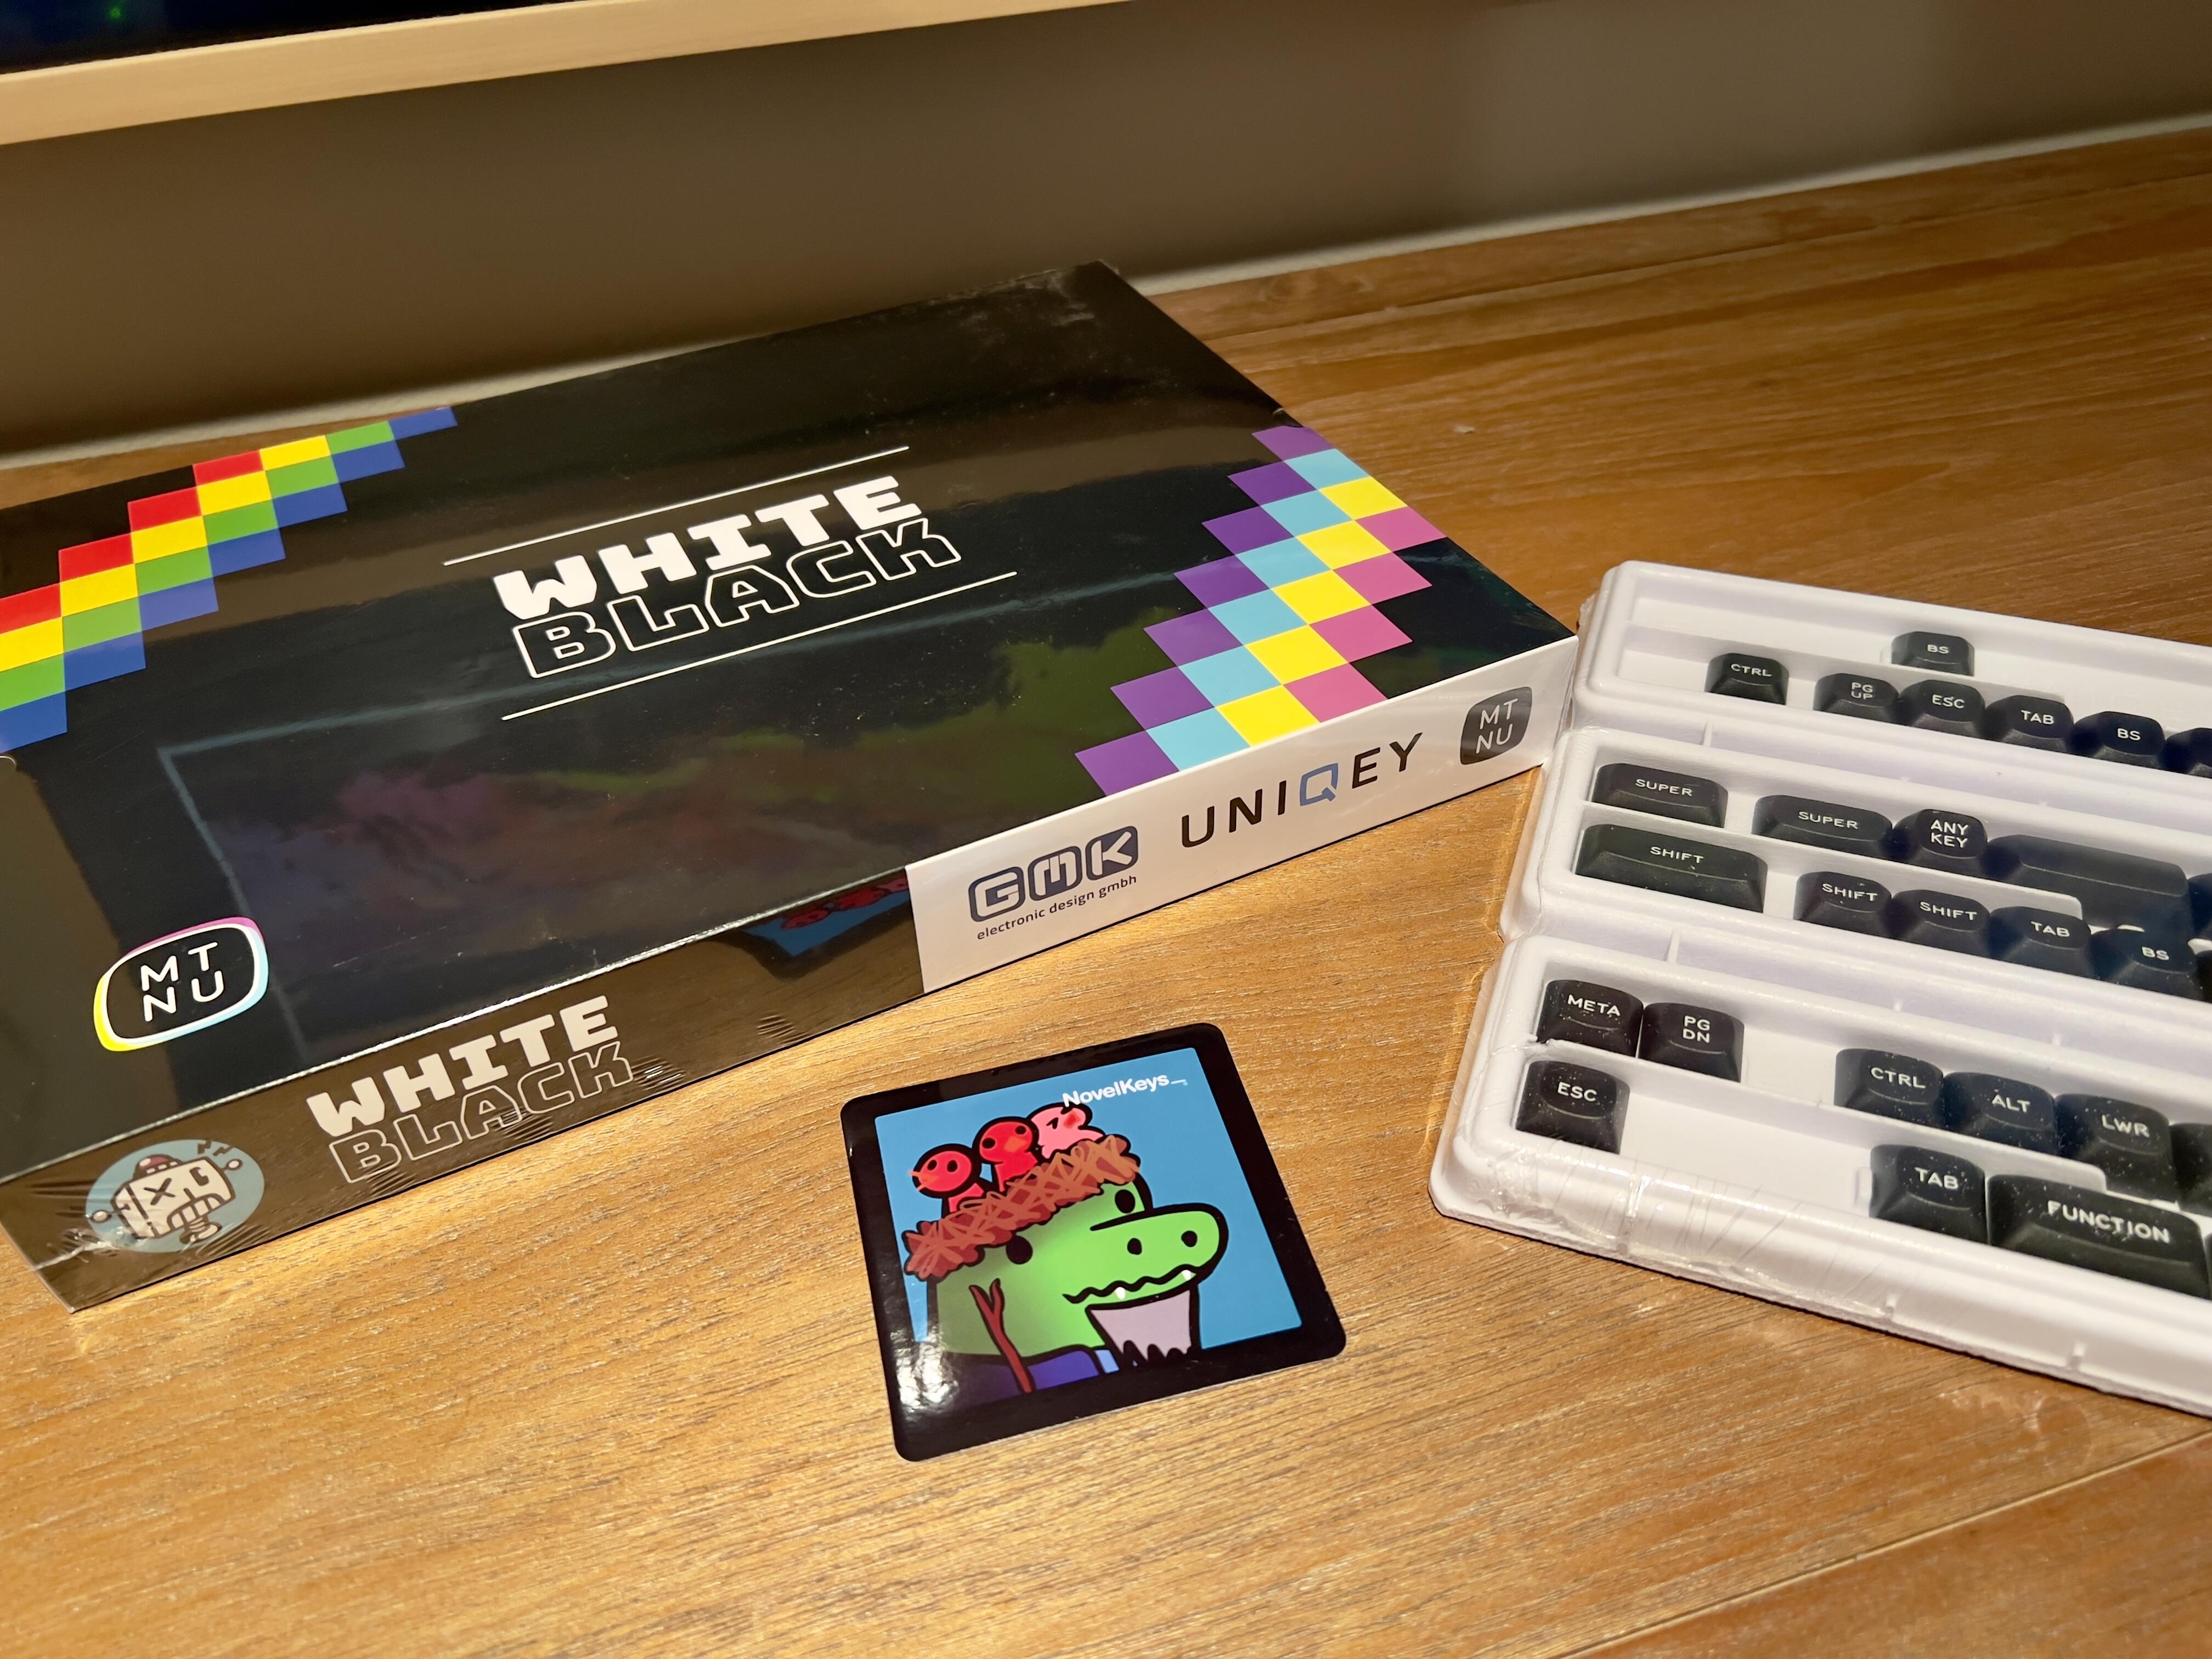 WHITE
BLACK
MT
NU
WHITE
BLACK
GMK
electronic design gmbh
UNIQEY
MT
NU
NovelKeys_
BS
CTRL
PG
UP
ESC
TAB
BS
SUPER
SUPER
ANY
KEY
SHIFT
SHIFT
SHIFT
TAB
BS
META
PG
DN
CTRL
ALT
LWR
ESC
TAB
FUNCTION